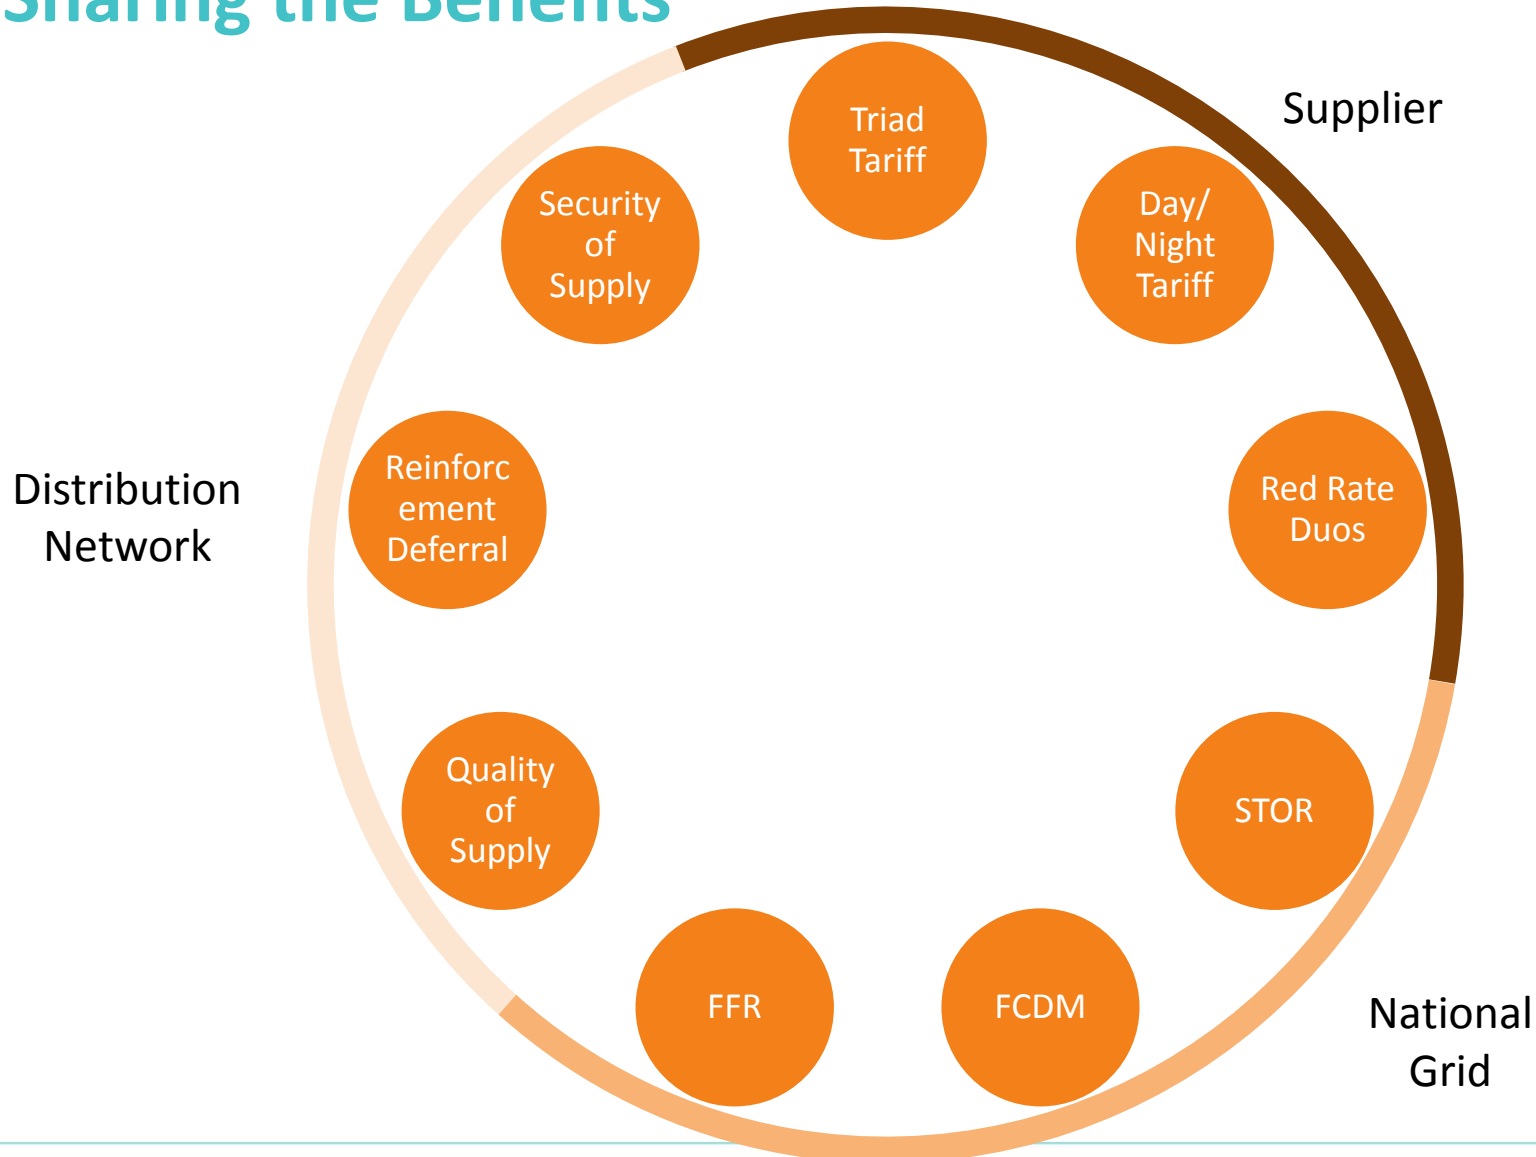 Sharing the Benefits
Supplier
Triad
Tariff
Day/
Night
Tariff
Security
of
Supply
Reinforc
ement
Deferral
Red Rate
Duos
Distribution
Network
Quality
of
Supply
STOR
FFR
FCDM
National
Grid